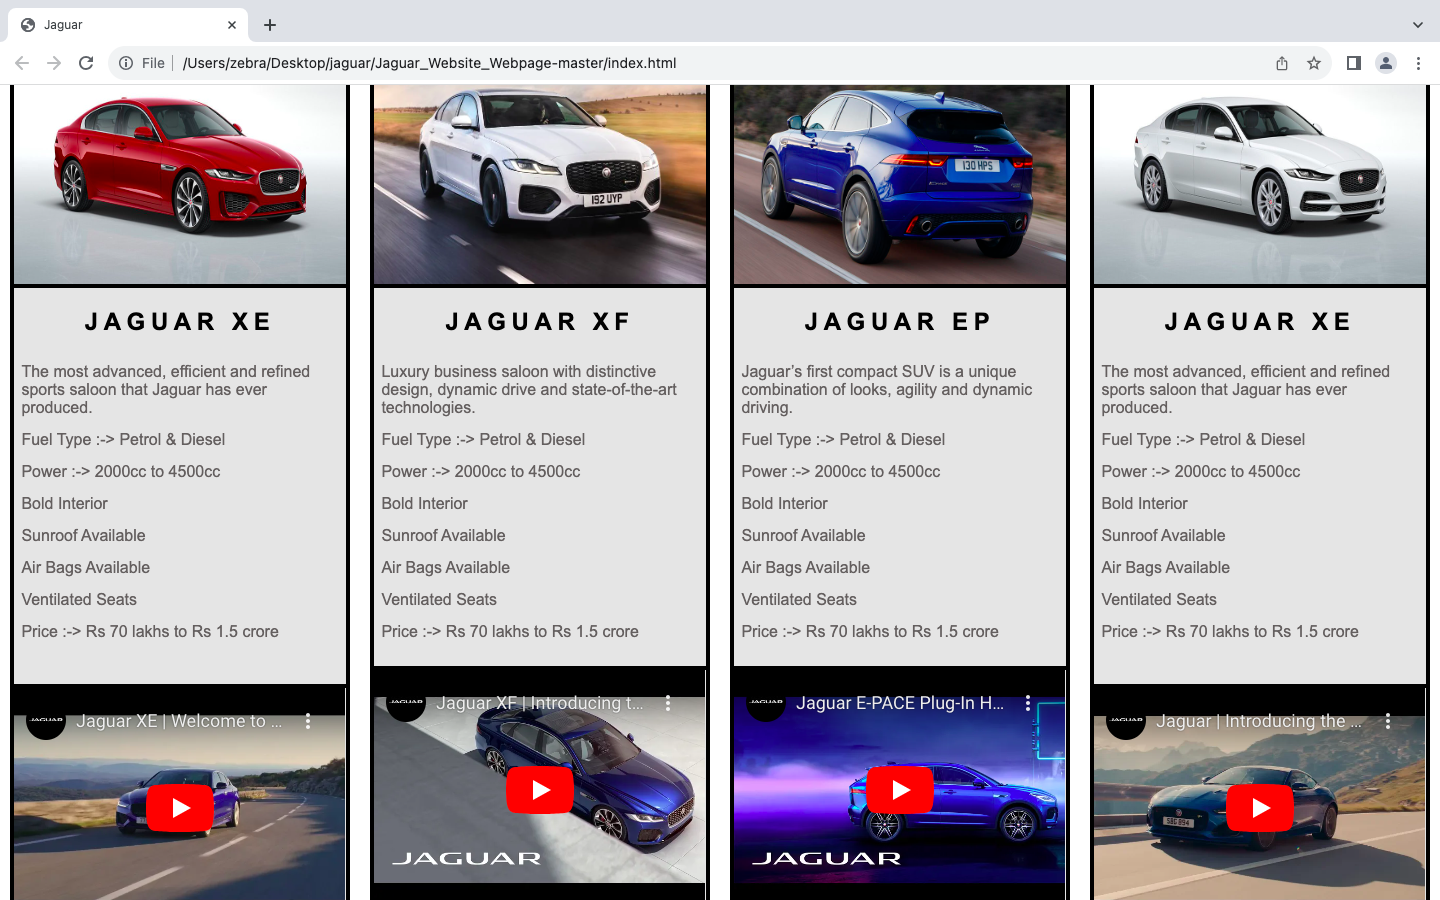 Jaguar
File
/Users/zebra/Desktop/jaguar/Jaguar_Website_Webpage-master/index.html
192 UYP
130 HPS
JAGUAR XE
The most advanced, efficient and refined
sports saloon that Jaguar has ever
produced.
Fuel Type :-> Petrol & Diesel
Power :-> 2000cc to 4500cc
Bold Interior
Sunroof Available
Air Bags Available
Ventilated Seats
Price :-> Rs 70 lakhs to Rs 1.5 crore
JAGUAR
Jaguar XE | Welcome to ...
JAGUAR XF
Luxury business saloon with distinctive
design, dynamic drive and state-of-the-art
technologies.
Fuel Type :-> Petrol & Diesel
Power :-> 2000cc to 4500cc
Bold Interior
Sunroof Available
Air Bags Available
Ventilated Seats
Price :-> Rs 70 lakhs to Rs 1.5 crore
JAGUAR
Jaguar XF | Introducing t...
JAGUAR
JAGUAR EP
Jaguar’s first compact SUV is a unique
combination of looks, agility and dynamic
driving.
Fuel Type :-> Petrol & Diesel
Power :-> 2000cc to 4500cc
Bold Interior
Sunroof Available
Air Bags Available
Ventilated Seats
Price :-> Rs 70 lakhs to Rs 1.5 crore
JAGUAR
Jaguar E-PACE Plug-In H...
JAGUAR
JAGUAR XE
The most advanced, efficient and refined
sports saloon that Jaguar has ever
produced.
Fuel Type :-> Petrol & Diesel
Power :-> 2000cc to 4500cc
Bold Interior
Sunroof Available
Air Bags Available
Ventilated Seats
Price :-> Rs 70 lakhs to Rs 1.5 crore
JAGUAR
Jaguar | Introducing the ...